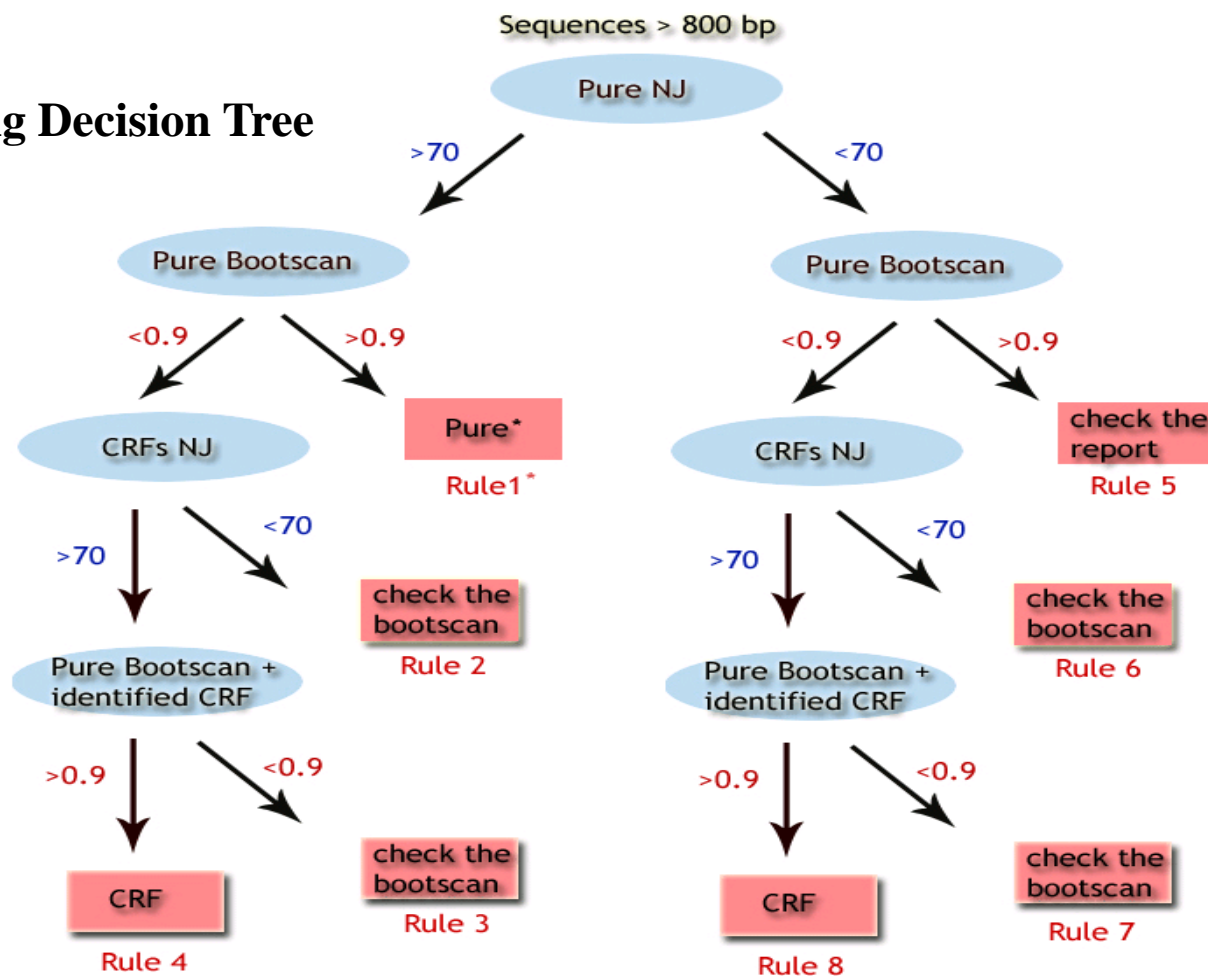 Sequences > 800 bp
Pure NJ
g Decision Tree
>70
<70
Pure Bootscan
Pure Bootscan
<0.9
>0.9
<0.9
>0.9
CRFs NJ
Pure*
Rule1*
CRFs NJ
check the
report
Rule 5
>70
<70
check the
bootscan
Rule 2
>70
<70
check the
bootscan
Rule 6
Pure Bootscan +
identified CRF
Pure Bootscan +
identified CRF
>0.9
<0.9
>0.9
<0.9
CRF
Rule 4
check the
bootscan
Rule 3
CRF
Rule 8
check the
bootscan
Rule 7